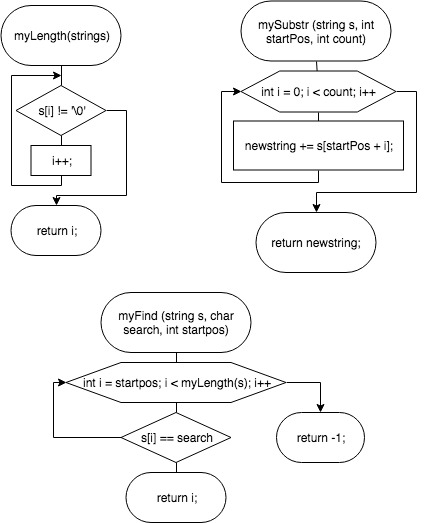 myLength(strings)
s[i] != '\0'
i++;
return i;
mySubstr (string s, int
startPos, int count)
int i = 0; i < count; i++
newstring += s[startPos + i];
return newstring;
myFind (string s, char
search, int startpos)
int i = startpos; i < myLength(s); i++
s[i] == search
return -1;
return i;